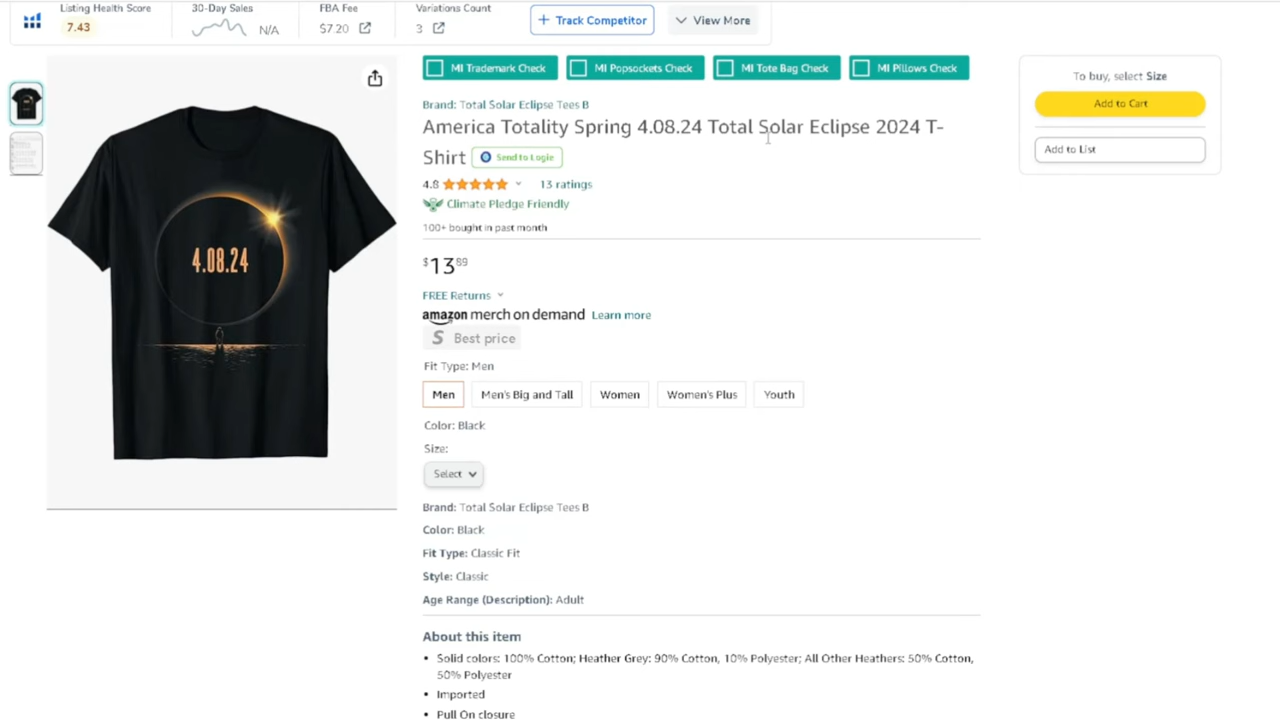 Listing Health Score
7.43
30-Day Sales
N/A
FBA Fee
$7.20
Variations Count
3
+ Track Competitor
View More
MI Trademark Check
MI Popsockets Check
MI Tote Bag Check
MI Pillows Check
To buy, select Size
Add to Cart
Add to List
Brand: Total Solar Eclipse Tees B
America Totality Spring 4.08.24 Total Solar Eclipse 2024 T-
Shirt Send to Logie
4.8 13 ratings
Climate Pledge Friendly
100+ bought in past month
4.08.24
$13 89
FREE Returns
amazon merch on demand Learn more
S Best price
Fit Type: Men
Men
Men's Big and Tall
Women
Women's Plus
Youth
Color: Black
Size:
Select
Brand: Total Solar Eclipse Tees B
Color: Black
Fit Type: Classic Fit
Style: Classic
Age Range (Description): Adult
About this item
• Solid colors: 100% Cotton; Heather Grey: 90% Cotton, 10% Polyester; All Other Heathers: 50% Cotton,
50% Polyester
• Imported
• Pull On closure